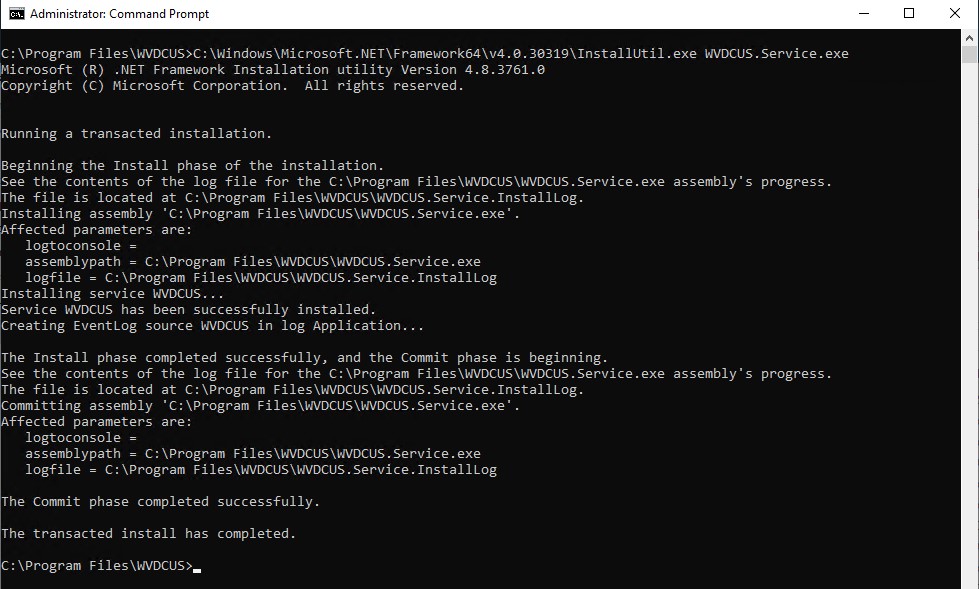 Administrator: Command Prompt
C:\Program Files\WVDCUS>C:\Windows\Microsoft.NET\Framework64\v4.0.30319\InstallUtil.exe WVDCUS.Service.exe
Microsoft (R) .NET Framework Installation utility Version 4.8.3761.0
Copyright (C) Microsoft Corporation.  All rights reserved.
Running a transacted installation.
Beginning the Install phase of the installation.
See the contents of the log file for the C:\Program Files\WVDCUS\WVDCUS.Service.exe assembly's progress.
The file is located at C:\Program Files\WVDCUS\WVDCUS.Service.InstallLog.
Installing assembly 'C:\Program Files\WVDCUS\WVDCUS.Service.exe'.
Affected parameters are:
   logtoconsole =
   assemblypath = C:\Program Files\WVDCUS\WVDCUS.Service.exe
   logfile = C:\Program Files\WVDCUS\WVDCUS.Service.InstallLog
Installing service WVDCUS...
Service WVDCUS has been successfully installed.
Creating EventLog source WVDCUS in log Application...
The Install phase completed successfully, and the Commit phase is beginning.
See the contents of the log file for the C:\Program Files\WVDCUS\WVDCUS.Service.exe assembly's progress.
The file is located at C:\Program Files\WVDCUS\WVDCUS.Service.InstallLog.
Committing assembly 'C:\Program Files\WVDCUS\WVDCUS.Service.exe'.
Affected parameters are:
   logtoconsole =
   assemblypath = C:\Program Files\WVDCUS\WVDCUS.Service.exe
   logfile = C:\Program Files\WVDCUS\WVDCUS.Service.InstallLog
The Commit phase completed successfully.
The transacted install has completed.
C:\Program Files\WVDCUS>